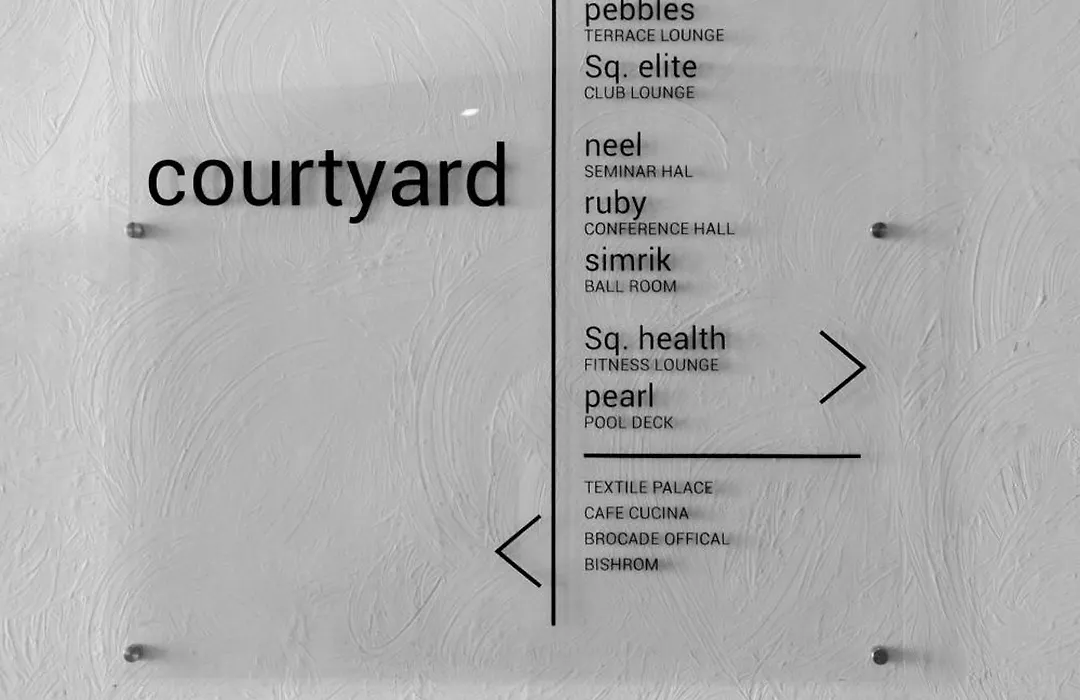 courtyard
pebbles
TERRACE LOUNGE
Sq. elite
CLUB LOUNGE
neel
SEMINAR HAL
ruby
CONFERENCE HALL
simrik
BALL ROOM
Sq. health
FITNESS LOUNGE
pearl
POOL DECK
TEXTILE PALACE
CAFE CUCINA
BROCADE OFFICAL
BISHROM